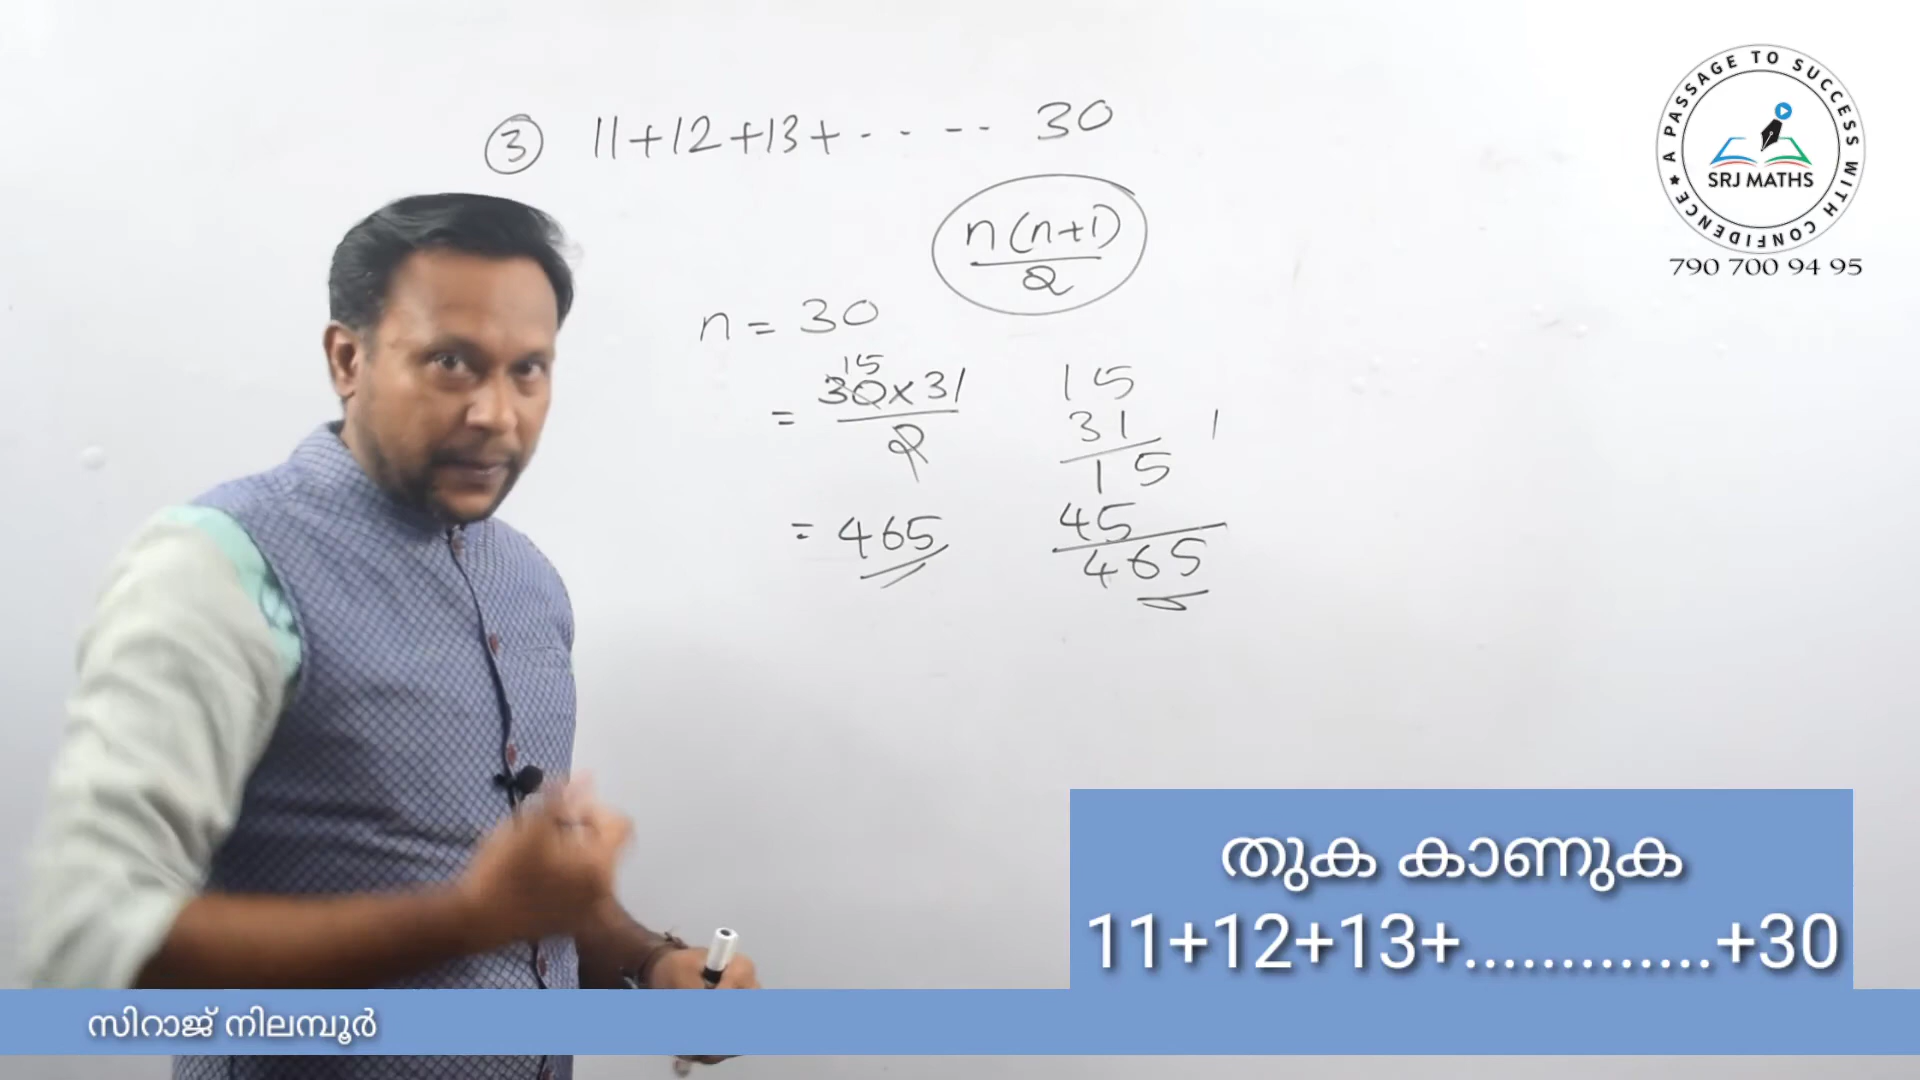 ③ 11+12+13+ - - - - 30
n(n+1)
2
n = 30
15
= 30×31
2
= 465
15
31 1
15
45
465
A PASSAGE TO SUCCESS WITH CONFIDENCE ★
SRJ MATHS
790 700 94 95
തുക കാണുക
11+12+13+.............+30
സിറാജ് നിലമ്പൂർ